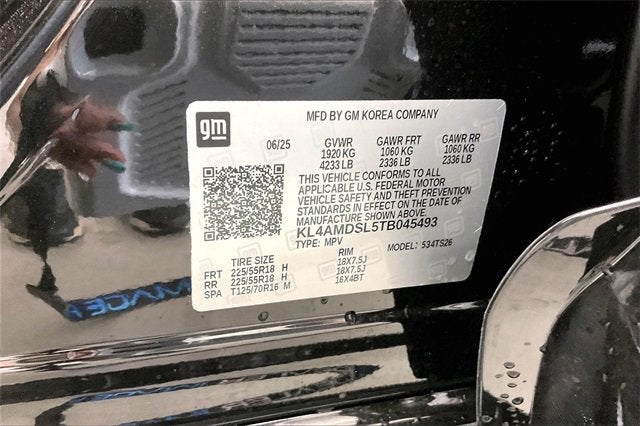 MFD BY GM KOREA COMPANY
gm
06/25 GVWR GAWR FRT GAWR RR
1920 KG 1060 KG 1060 KG
4233 LB 2336 LB 2336 LB
THIS VEHICLE CONFORMS TO ALL
APPLICABLE U.S. FEDERAL MOTOR
VEHICLE SAFETY AND THEFT PREVENTION
STANDARDS IN EFFECT ON THE DATE OF
MANUFACTURE SHOWN ABOVE.
KL4AMDSL5TB045493
TYPE: MPV MODEL: 534TS26
TIRE SIZE RIM
FRT 225/55R18 H 18X7.5J
RR 225/55R18 H 18X7.5J
SPA T125/70R16 M 16X4BT